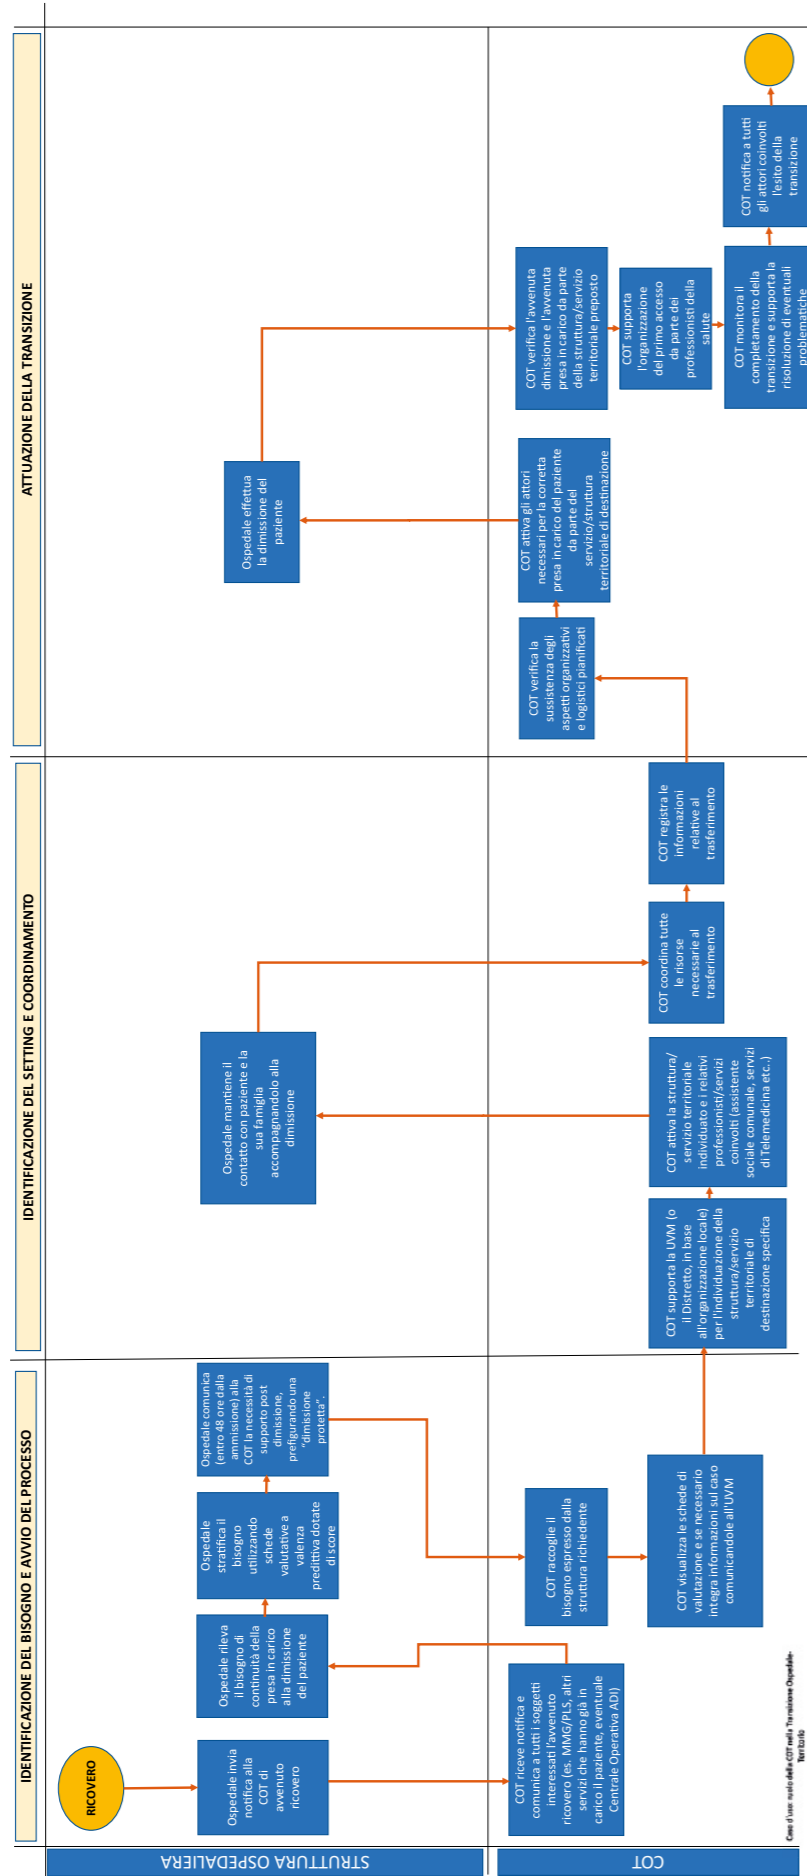 IDENTIFICAZIONE DEL BISOGNO E AVVIO DEL PROCESSO
IDENTIFICAZIONE DEL SETTING E COORDINAMENTO
ATTUAZIONE DELLA TRANSIZIONE
STRUTTURA OSPEDALIERA
RICOVERO
Ospedale invia
notifica alla
COT di
avvenuto
ricovero
Ospedale rileva
il bisogno di
continuità della
presa in carico
alla dimissione
del paziente
Ospedale
stratifica il
bisogno
utilizzando
schede
valutative a
valenza
predittiva dotate
di score
Ospedale comunica
(entro 48 ore dalla
ammissione) alla
COT la necessità di
supporto post
dimissione,
prefigurando una
"dimissione
protetta".
Ospedale mantiene il
contatto con paziente e la
sua famiglia
accompagnandolo alla
dimissione
Ospedale effettua
la dimissione del
paziente
COT
COT riceve notifica e
comunica a tutti i soggetti
interessati l'avvenuto
ricovero (es. MMG/PLS, altri
servizi che hanno già in
carico il paziente, eventuale
Centrale Operativa ADI)
COT raccoglie il
bisogno espresso dalla
struttura richiedente
COT visualizza le schede di
valutazione e se necessario
integra informazioni sul caso
comunicandole all'UVM
COT supporta la UVM (o
il Distretto, in base
all'organizzazione locale)
per l'individuazione della
struttura/servizio
territoriale di
destinazione specifica
COT attiva la struttura/
servizio territoriale
individuato e i relativi
professionisti/servizi
coinvolti (assistente
sociale comunale, servizi
di Telemedicina etc..)
COT coordina tutte
le risorse
necessarie al
trasferimento
COT registra le
informazioni
relative al
trasferimento
COT verifica la
sussistenza degli
aspetti organizzativi
e logistici pianificati
COT attiva gli attori
necessari per la corretta
presa in carico del paziente
da parte del
servizio/struttura
territoriale di destinazione
COT verifica l'avvenuta
dimissione e l'avvenuta
presa in carico da parte
della struttura/servizio
territoriale preposto
COT supporta
l'organizzazione
del primo accesso
da parte dei
professionisti della
salute
COT monitora il
completamento della
transizione e supporta la
risoluzione di eventuali
problematiche
COT notifica a tutti
gli attori coinvolti
l'esito della
transizione
Caso d'uso: ruolo della COT nella Transizione Ospedale-
Territorio